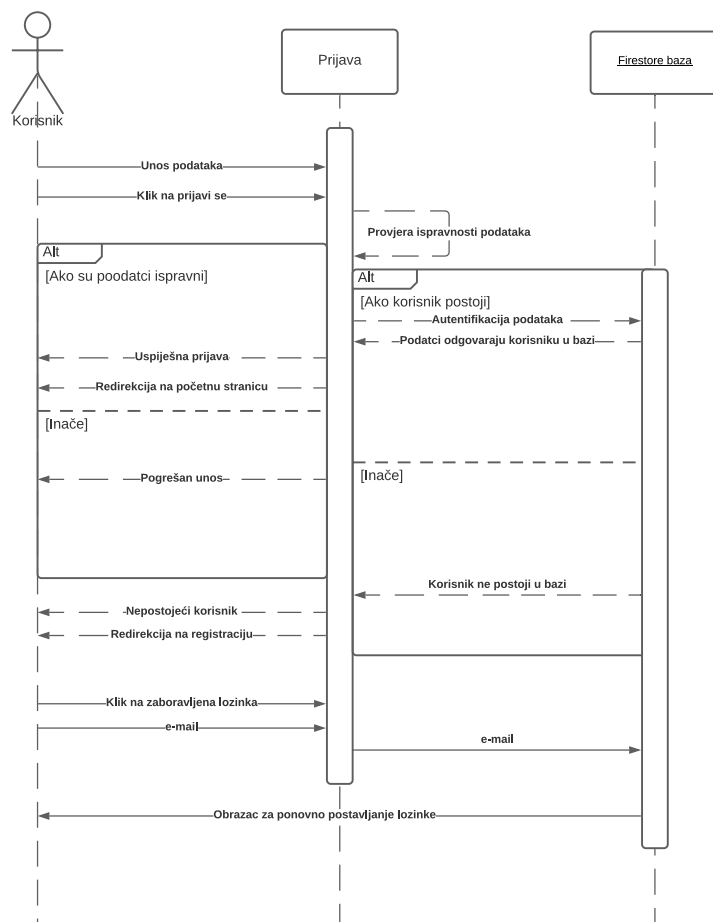 Prijava
Firestore baza
Korisnik
Unos podataka
Klik na prijavi se
Provjera ispravnosti podataka
Alt
[Ako su poodatci ispravni]
Alt
[Ako korisnik postoji]
Autentifikacija podataka
Podatci odgovaraju korisniku u bazi
Uspiješna prijava
Redirekcija na početnu stranicu
[Inače]
[Inače]
Pogrešan unos
Korisnik ne postoji u bazi
Nepostojeći korisnik
Redirekcija na registraciju
Klik na zaboravljena lozinka
e-mail
e-mail
Obrazac za ponovno postavljanje lozinke